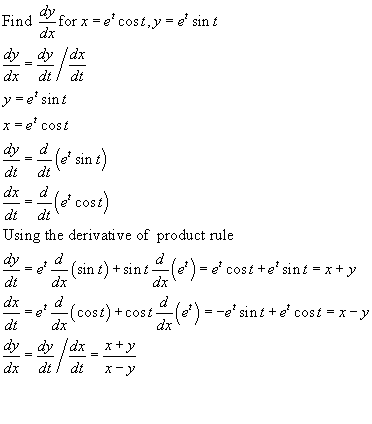 Find dy/dx for x = e^t cos t, y = e^t sin t
dy/dx = dy/dt / dx/dt
y = e^t sin t
x = e^t cos t
dy/dt = d/dt (e^t sin t)
dx/dt = d/dt (e^t cos t)
Using the derivative of product rule
dy/dt = e^t d/dx (sin t) + sin t d/dx (e^t) = e^t cos t + e^t sin t = x + y
dx/dt = e^t d/dx (cos t) + cos t d/dx (e^t) = −e^t sin t + e^t cos t = x − y
dy/dx = dy/dt / dx/dt = x + y / x − y